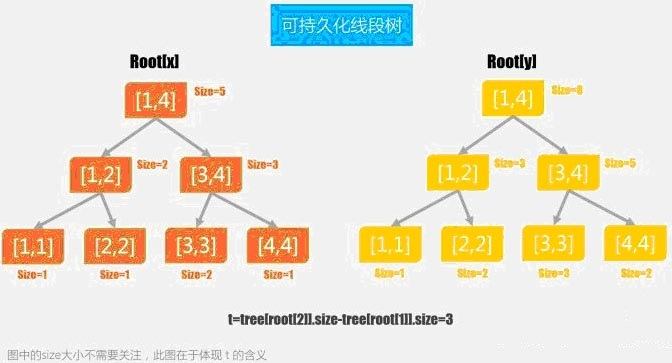 可持久化线段树
Root[x] Root[y]
[1,4] Size=5 [1,4] Size=8
[1,2] Size=2 [3,4] Size=3 [1,2] Size=3 [3,4] Size=5
[1,1] [2,2] [3,3] [4,4] [1,1] [2,2] [3,3] [4,4]
Size=1 Size=1 Size=2 Size=1 Size=1 Size=2 Size=3 Size=2
t=tree[root[2]].size-tree[root[1]].size=3
图中的size大小不需要关注，此图在于体现 t 的含义